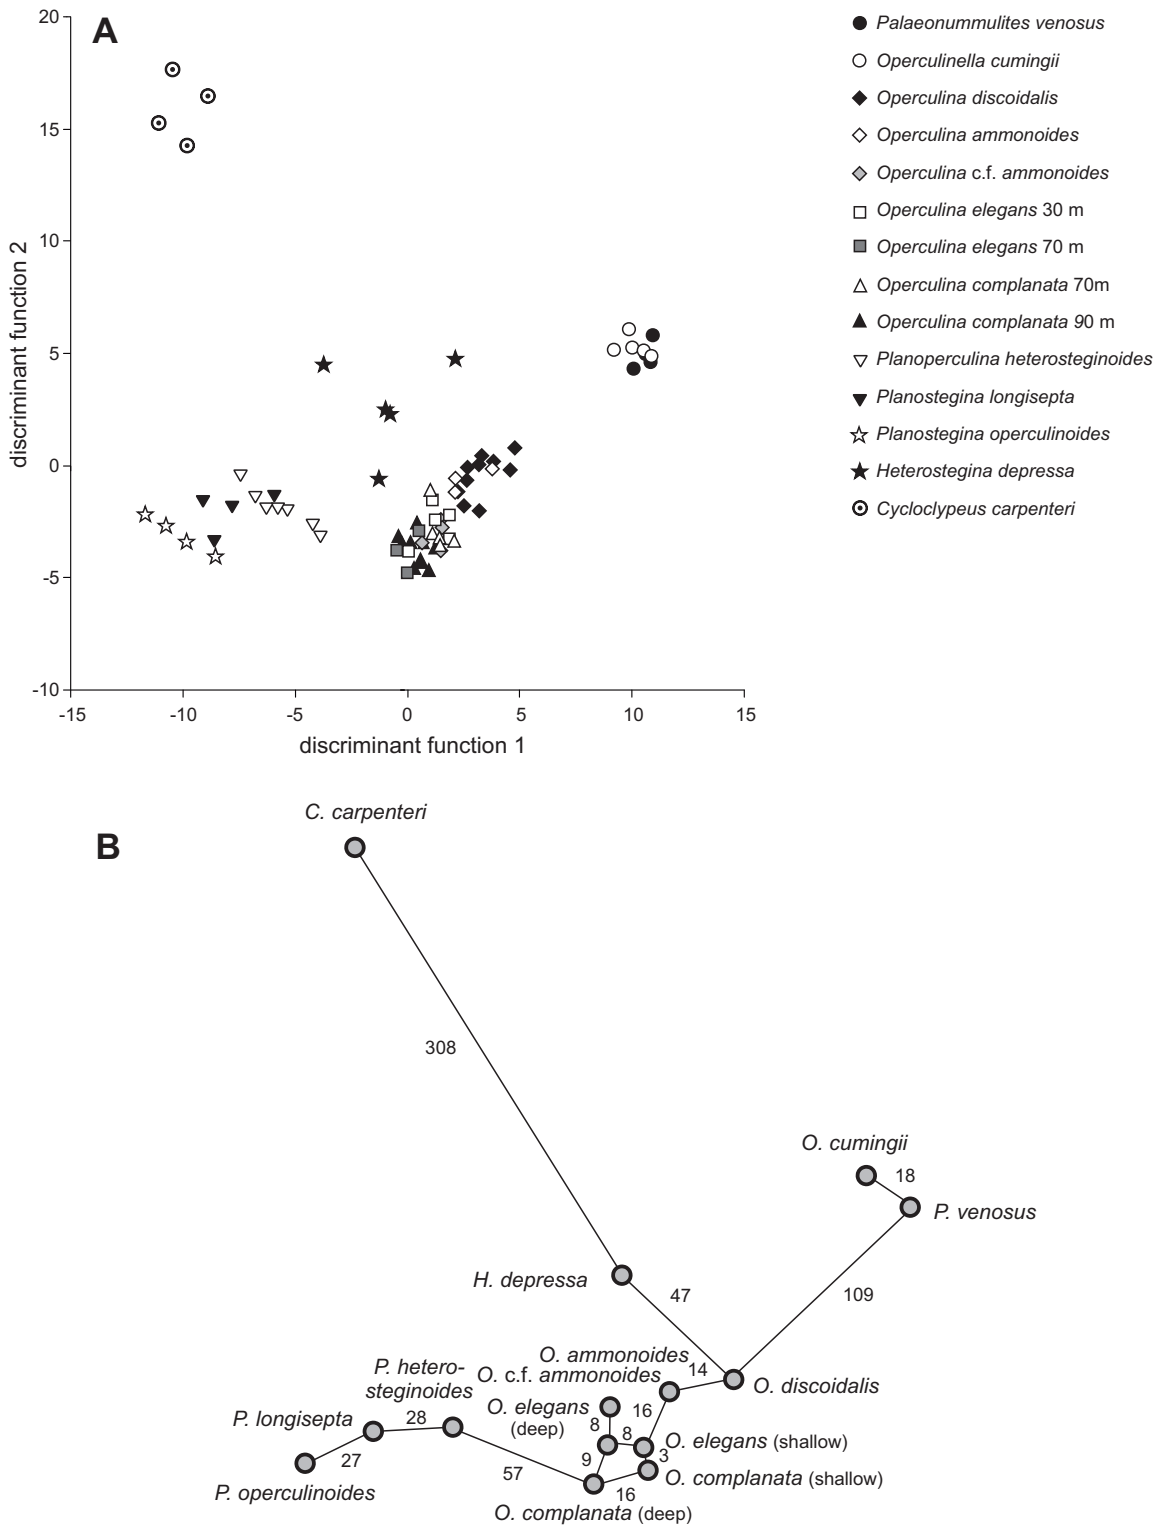 A
20
15
10
5
0
-5
-10
-15
-10
-5
0
5
10
15
discriminant function 2
discriminant function 1
Palaeonummulites venosus
Operculinella cumingii
Operculina discoidalis
Operculina ammonoides
Operculina c.f. ammonoides
Operculina elegans 30 m
Operculina elegans 70 m
Operculina complanata 70m
Operculina complanata 90 m
Planoperculina heterosteginoides
Planostegina longisepta
Planostegina operculinoides
Heterostegina depressa
Cycloclypeus carpenteri
B
C. carpenteri
308
O. cumingii
18
P. venosus
H. depressa
47
109
O. ammonoides
14
O. c.f. ammonoides
O. discoidalis
P. hetero-
steginoides
O. elegans
(deep)
16
P. longisepta
28
8
8
O. elegans (shallow)
3
27
57
9
O. complanata (shallow)
16
P. operculinoides
O. complanata (deep)